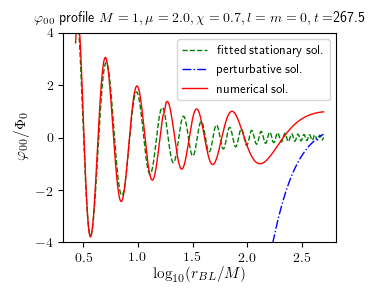 φ₀₀ profile M = 1, μ = 2.0, χ = 0.7, l = m = 0, t =267.5
fitted stationary sol.
perturbative sol.
numerical sol.
φ₀₀/Φ₀
4
2
0
−2
−4
0.5 1.0 1.5 2.0 2.5
log₁₀(r_BL/M)